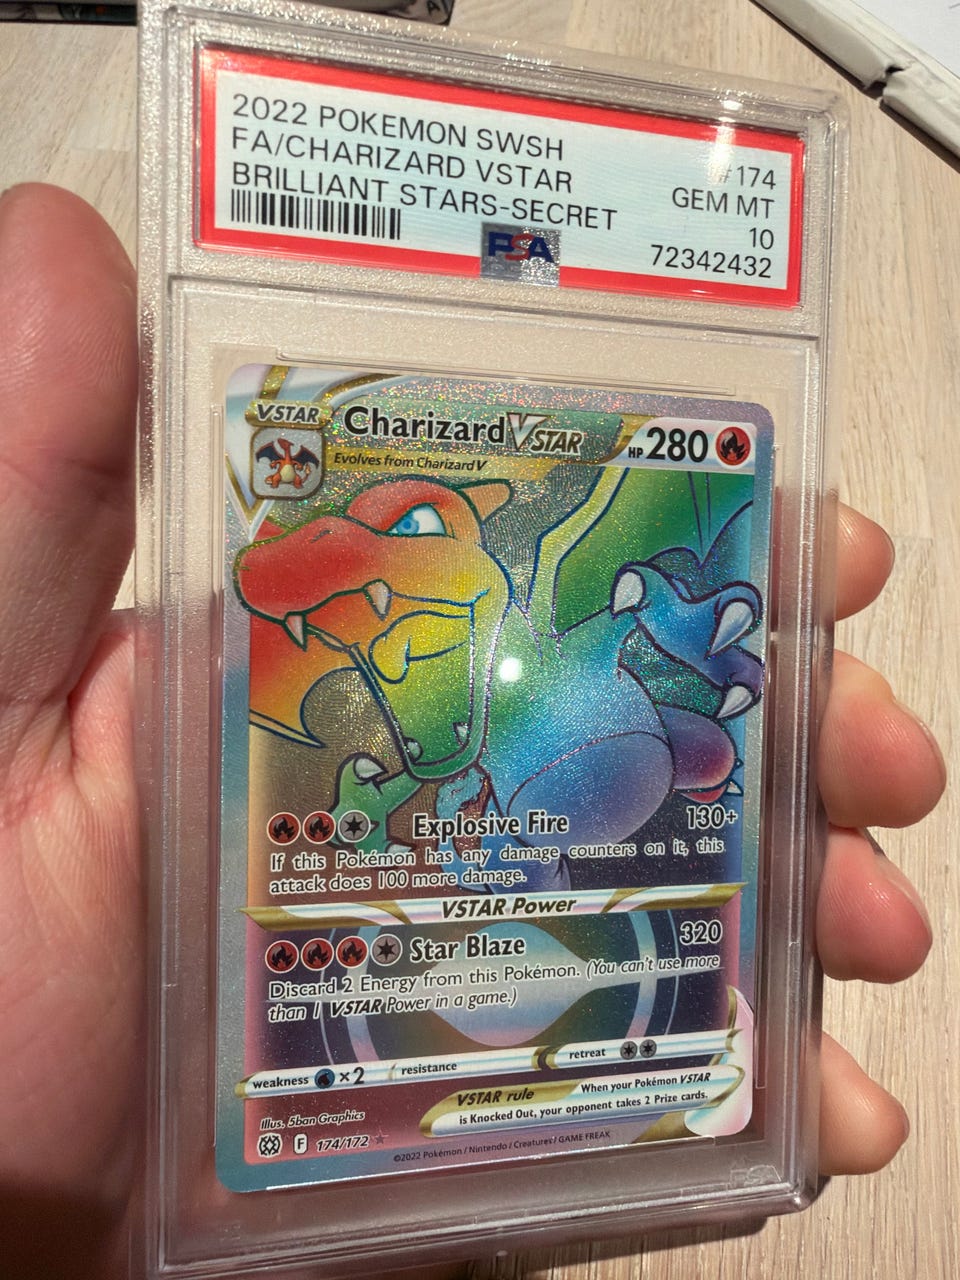 2022 POKEMON SWSH #174
FA/CHARIZARD VSTAR GEM MT
BRILLIANT STARS-SECRET 10
PSA 72342432
VSTAR Charizard VSTAR HP 280
Evolves from Charizard V
Explosive Fire 130+
If this Pokémon has any damage counters on it, this
attack does 100 more damage.
VSTAR Power
Star Blaze 320
Discard 2 Energy from this Pokémon. (You can't use more
than 1 VSTAR Power in a game.)
weakness ×2 resistance retreat
VSTAR rule When your Pokémon VSTAR
is Knocked Out, your opponent takes 2 Prize cards.
Illus. 5ban Graphics
F 174/172
©2022 Pokémon / Nintendo / Creatures / GAME FREAK